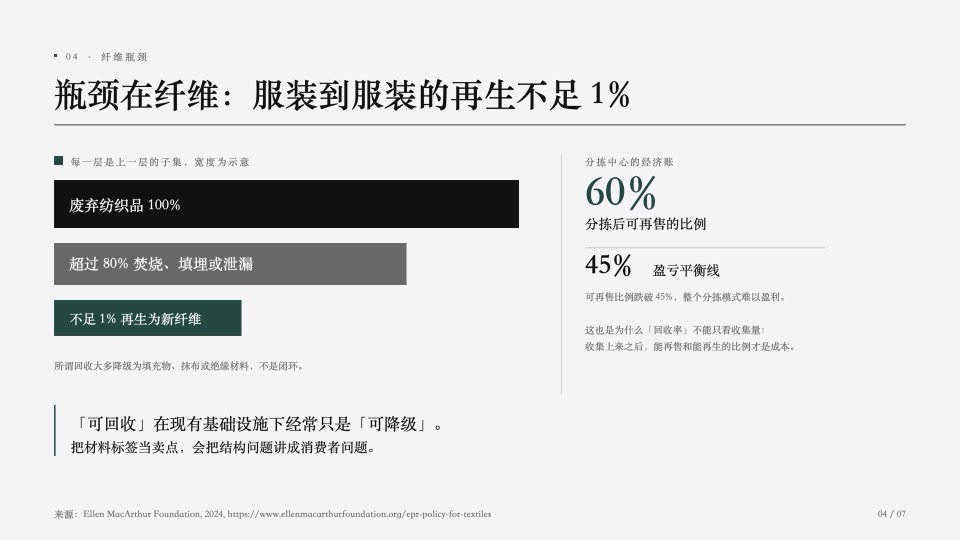 04 · 纤维瓶颈
瓶颈在纤维：服装到服装的再生不足 1%
每一层是上一层的子集，宽度为示意
废弃纺织品 100%
超过 80% 焚烧、填埋或泄漏
不足 1% 再生为新纤维
所谓回收大多降级为填充物、抹布或绝缘材料，不是闭环。
「可回收」在现有基础设施下经常只是「可降级」。
把材料标签当卖点，会把结构问题讲成消费者问题。
分拣中心的经济账
60%
分拣后可再售的比例
45% 盈亏平衡线
可再售比例跌破 45%，整个分拣模式难以盈利。
这也是为什么「回收率」不能只看收集量：
收集上来之后，能再售和能再生的比例才是成本。
来源：Ellen MacArthur Foundation, 2024, https://www.ellenmacarthurfoundation.org/epr-policy-for-textiles
04 / 07